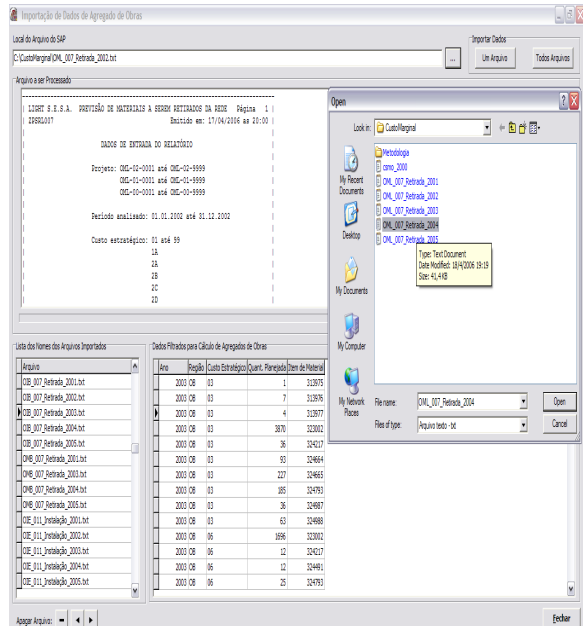 Importação de Dados de Agregado de Obras
Local do Arquivo do SAP
Importar Dados
C:\CustoMarginal\OML_007_Retirada_2002.txt
...
Um Arquivo
Todos Arquivos
Arquivo a ser Processado
| LIGHT S.E.S.A. PREVISÃO DE MATERIAIS A SEREM RETIRADOS DA REDE Página 1 |
| ZPSRL007 Emitido em: 17/04/2006 as 20:00 |
DADOS DE ENTRADA DO RELATÓRIO
Projeto: OML-02-0001 até OML-02-9999
OML-01-0001 até OML-01-9999
OML-00-0001 até OML-00-9999
Período analisado: 01.01.2002 até 31.12.2002
Custo estratégico: 01 até 99
1A
2A
2B
2C
2D
Open
Look in:
CustoMarginal
My Recent Documents
Desktop
My Documents
My Computer
My Network Places
Metodologia
csmo_2000
OML_007_Retirada_2001
OML_007_Retirada_2002
OML_007_Retirada_2003
OML_007_Retirada_2004
OML_007_Retirada_2005
Type: Text Document
Date Modified: 18/4/2006 19:19
Size: 41,4 KB
File name:
OML_007_Retirada_2004
Open
Files of type:
Arquivo texto -txt
Cancel
Lista dos Nomes dos Arquivos Importados
Arquivo
OIB_007_Retirada_2001.txt
OIB_007_Retirada_2002.txt
OIB_007_Retirada_2003.txt
OIB_007_Retirada_2004.txt
OIB_007_Retirada_2005.txt
OMB_007_Retirada_2001.txt
OMB_007_Retirada_2003.txt
OMB_007_Retirada_2004.txt
OMB_007_Retirada_2005.txt
OIE_011_Instalação_2001.txt
OIE_011_Instalação_2002.txt
OIE_011_Instalação_2003.txt
OIE_011_Instalação_2004.txt
OIE_011_Instalação_2005.txt
Dados Filtrados para Cálculo de Agregados de Obras
Ano Região Custo Estratégico Quant. Planejada Item de Material
2003 OB 03 1 313975
2003 OB 03 7 313976
2003 OB 03 4 313977
2003 OB 03 3870 323002
2003 OB 03 36 324217
2003 OB 03 93 324664
2003 OB 03 227 324665
2003 OB 03 185 324793
2003 OB 03 36 324987
2003 OB 03 63 324988
2003 OB 06 1696 323002
2003 OB 06 12 324217
2003 OB 06 12 324491
2003 OB 06 25 324793
Apagar Arquivo:
Fechar